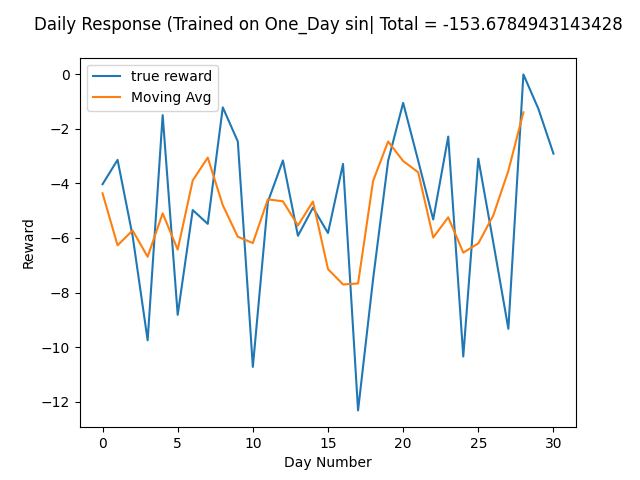 Daily Response (Trained on One_Day sin| Total = -153.6784943143428
true reward
Moving Avg
0
−2
−4
−6
−8
−10
−12
Reward
0 5 10 15 20 25 30
Day Number